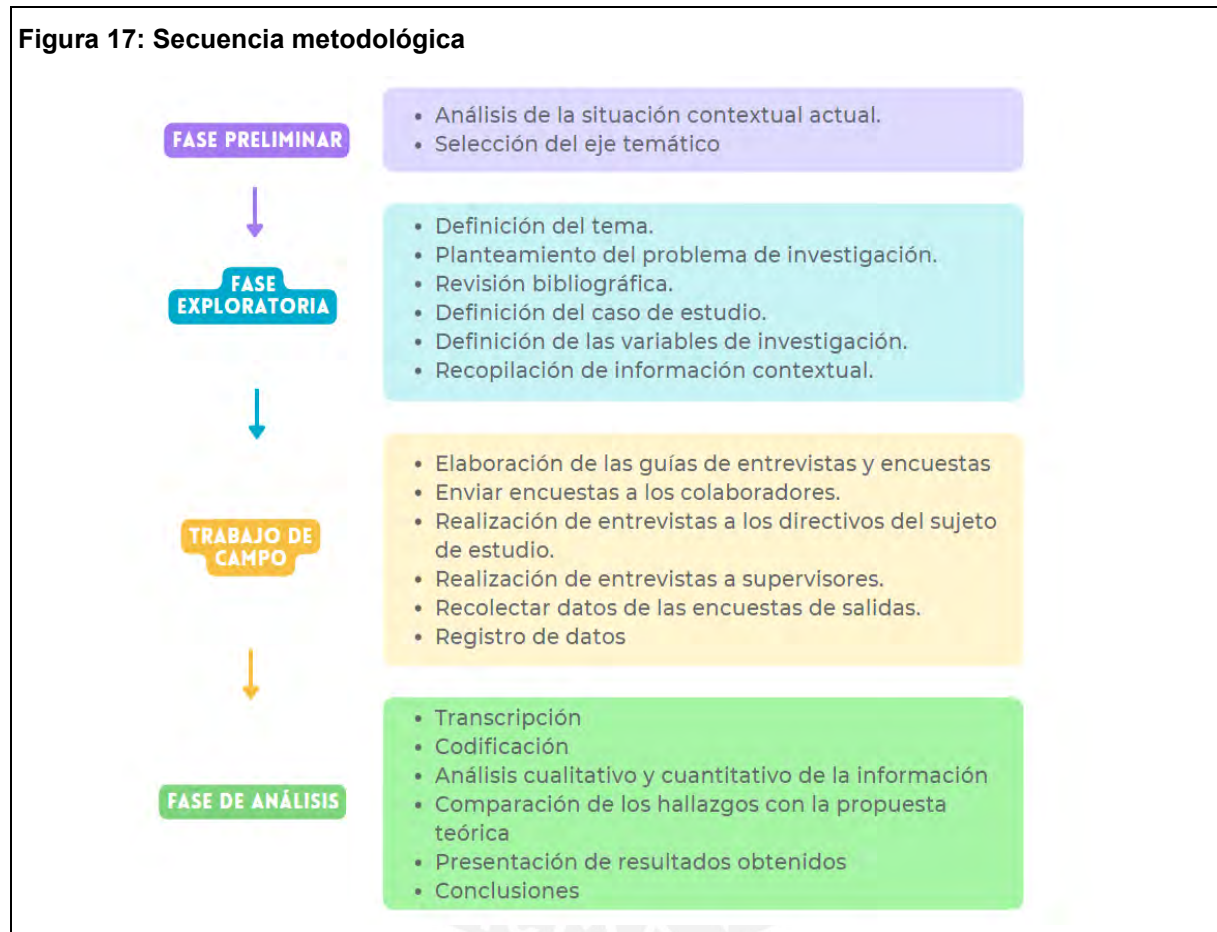 Figura 17: Secuencia metodológica
FASE PRELIMINAR
• Análisis de la situación contextual actual.
• Selección del eje temático
FASE
EXPLORATORIA
• Definición del tema.
• Planteamiento del problema de investigación.
• Revisión bibliográfica.
• Definición del caso de estudio.
• Definición de las variables de investigación.
• Recopilación de información contextual.
TRABAJO DE
CAMPO
• Elaboración de las guías de entrevistas y encuestas
• Enviar encuestas a los colaboradores.
• Realización de entrevistas a los directivos del sujeto
de estudio.
• Realización de entrevistas a supervisores.
• Recolectar datos de las encuestas de salidas.
• Registro de datos
FASE DE ANÁLISIS
• Transcripción
• Codificación
• Análisis cualitativo y cuantitativo de la información
• Comparación de los hallazgos con la propuesta
teórica
• Presentación de resultados obtenidos
• Conclusiones